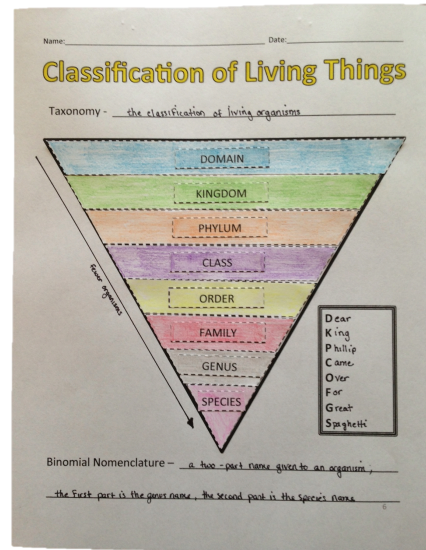 Name: Date:
Classification of Living Things
Taxonomy - the classification of living organisms
DOMAIN
KINGDOM
PHYLUM
CLASS
ORDER
FAMILY
GENUS
SPECIES
fewer organisms
Dear
King
Phillip
Came
Over
For
Great
Spaghetti
Binomial Nomenclature – a two-part name given to an organism;
the first part is the genus name, the second part is the species name
6